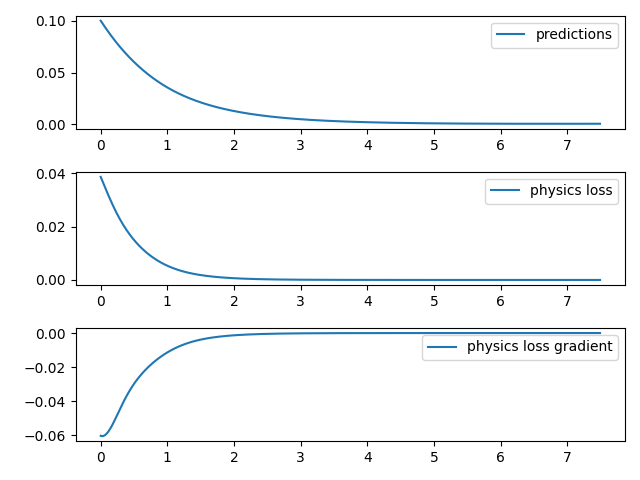 0.10
0.05
0.00
predictions
0 1 2 3 4 5 6 7
0.04
0.02
0.00
physics loss
0 1 2 3 4 5 6 7
0.00
−0.02
−0.04
−0.06
physics loss gradient
0 1 2 3 4 5 6 7